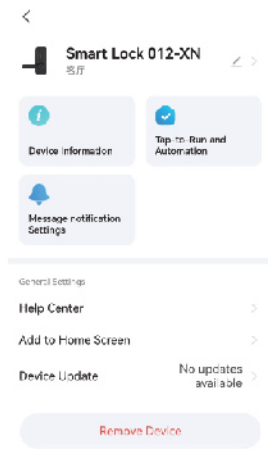 Smart Lock 012-XN
客厅
Device Information
Tap-to-Run and
Automation
Message notification
Settings
General Settings
Help Center
Add to Home Screen
Device Update
No updates
available
Remove Device